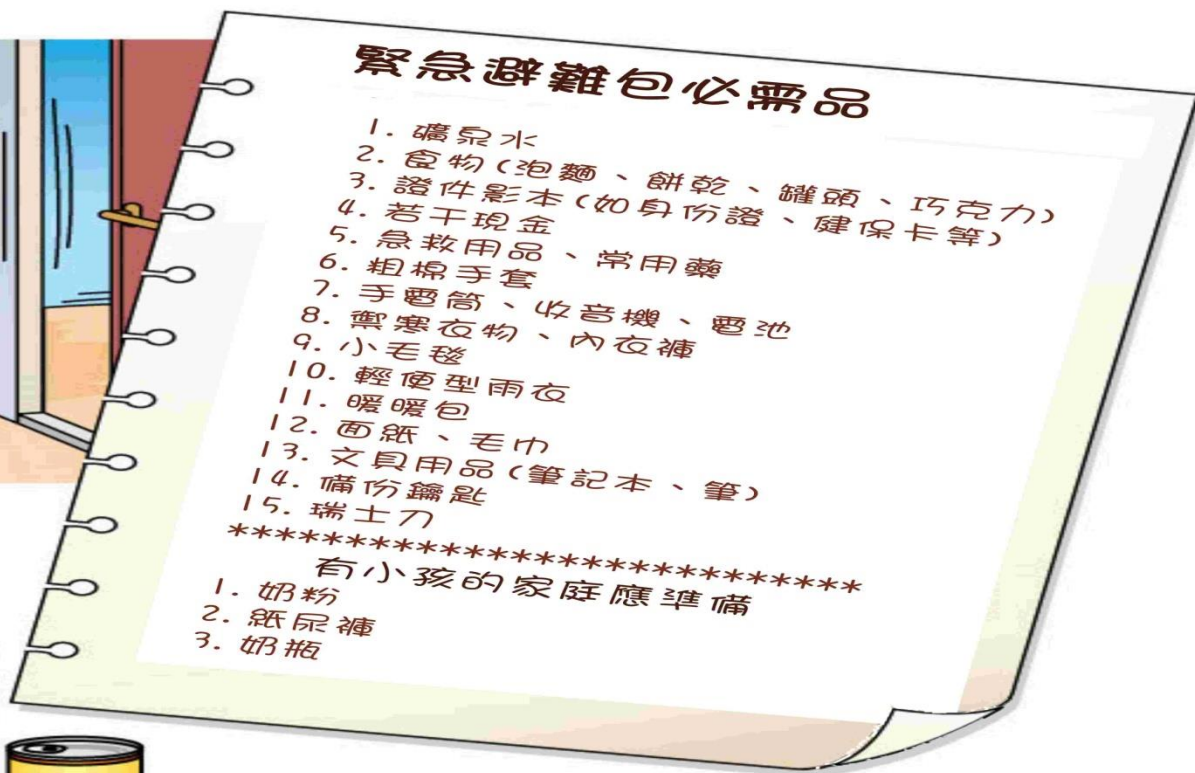 緊急避難包必需品
1. 礦泉水
2. 食物(泡麵、餅乾、罐頭、巧克力)
3. 證件影本(如身份證、健保卡等)
4. 若干現金
5. 急救用品、常用藥
6. 粗棉手套
7. 手電筒、收音機、電池
8. 禦寒衣物、內衣褲
9. 小毛毯
10. 輕便型雨衣
11. 暖暖包
12. 面紙、毛巾
13. 文具用品(筆記本、筆)
14. 備份鑰匙
15. 瑞士刀
***************************
有小孩的家庭應準備
1. 奶粉
2. 紙尿褲
3. 奶瓶